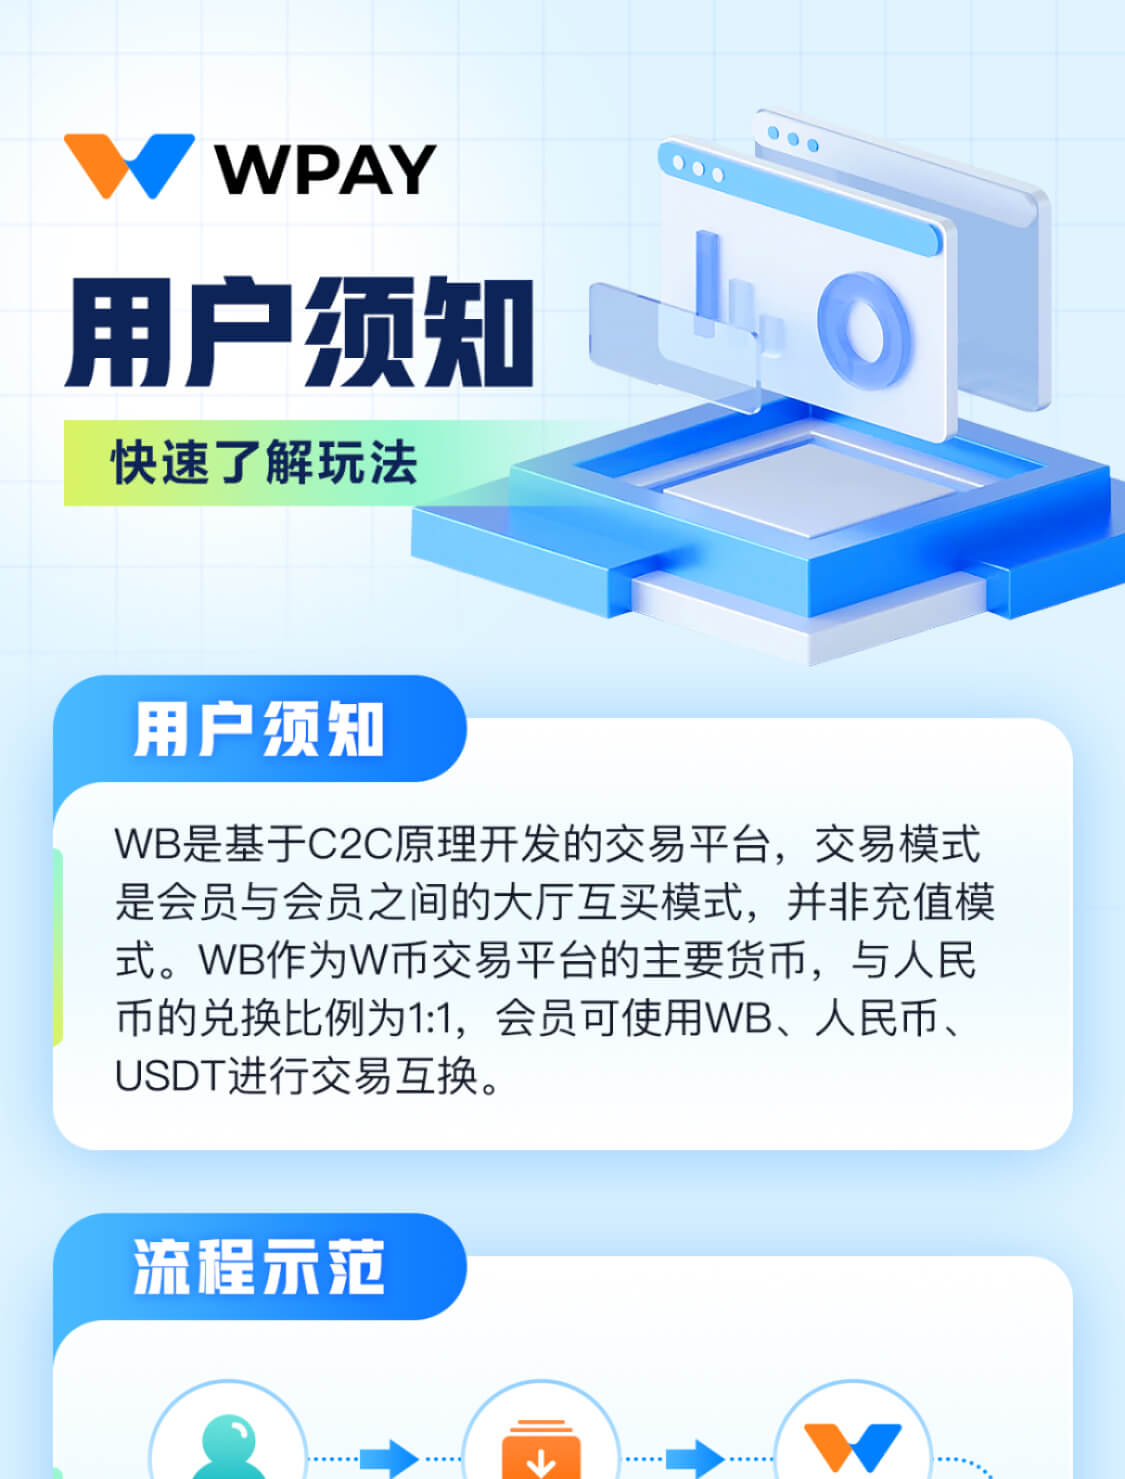 WPAY
用户须知
快速了解玩法
用户须知
WB是基于C2C原理开发的交易平台，交易模式
是会员与会员之间的大厅互买模式，并非充值模
式。WB作为W币交易平台的主要货币，与人民
币的兑换比例为1:1，会员可使用WB、人民币、
USDT进行交易互换。
流程示范